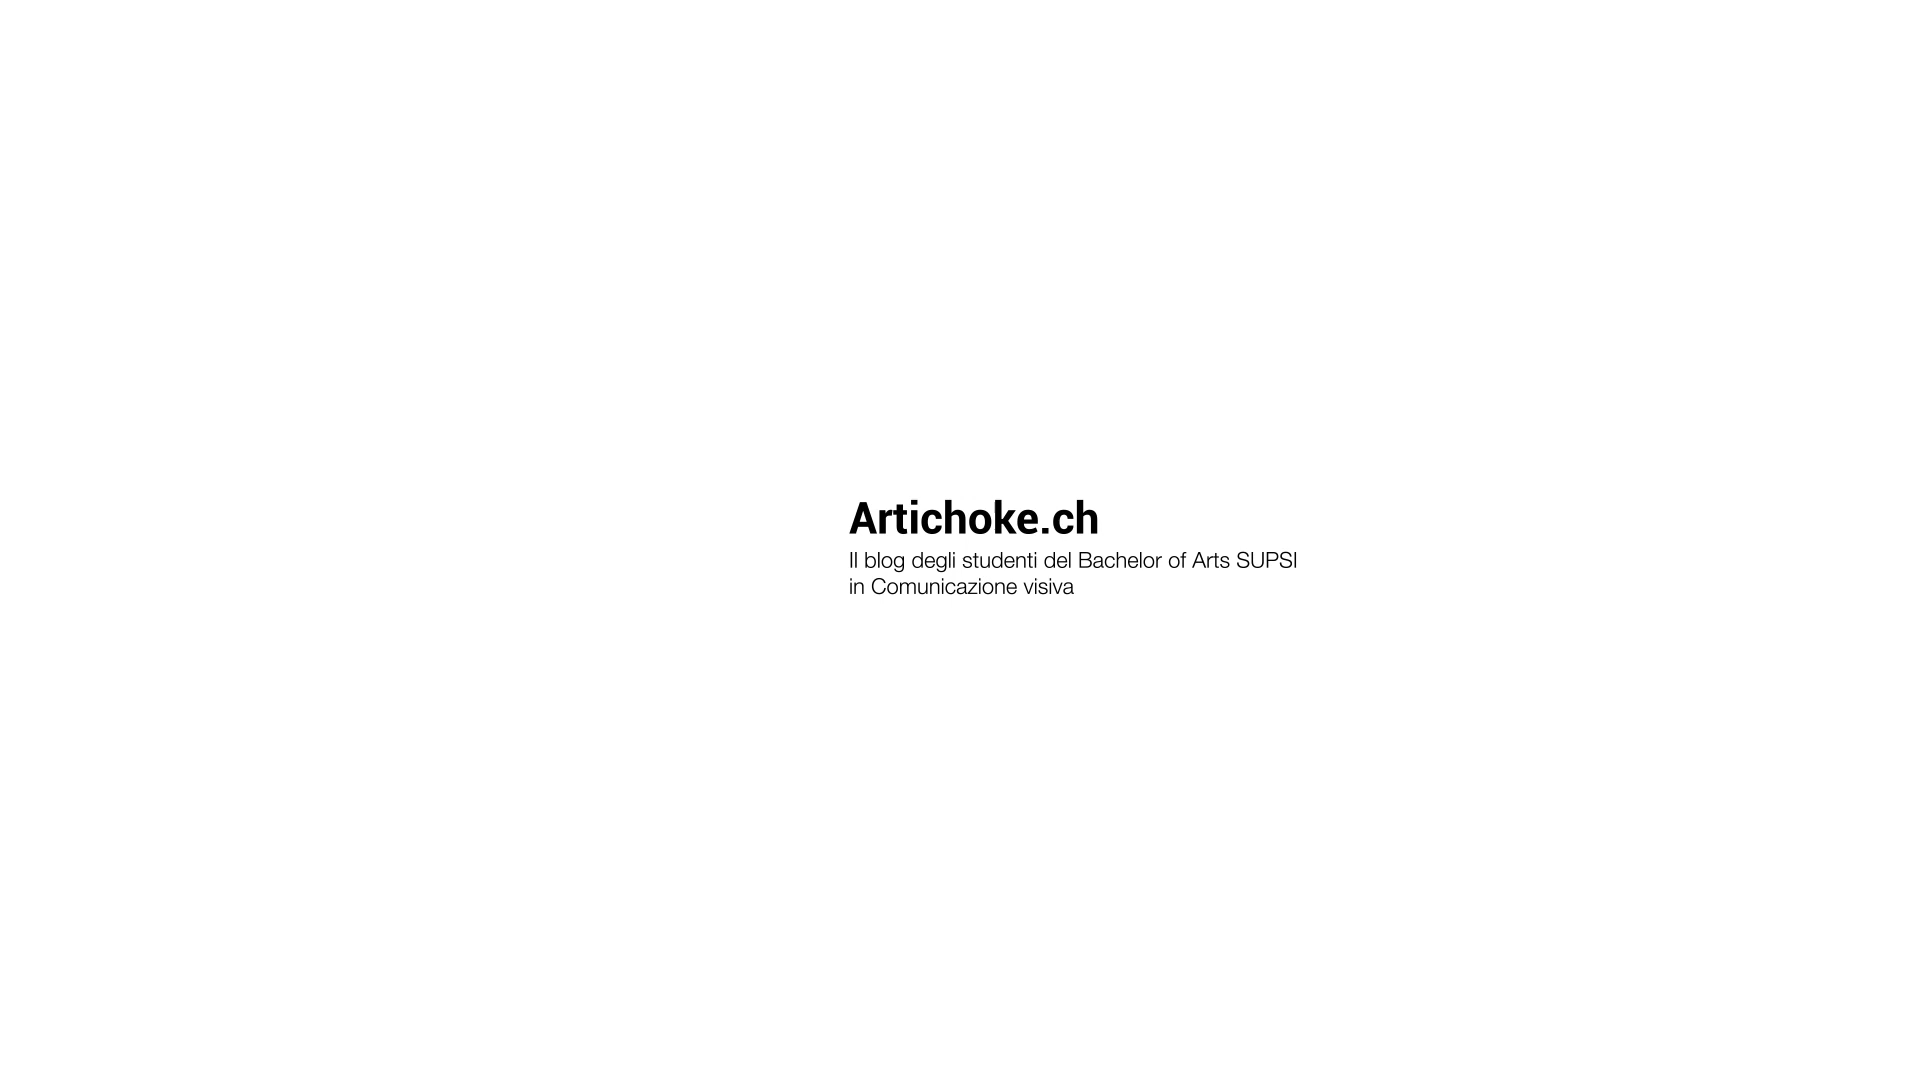 Artichoke.ch
Il blog degli studenti del Bachelor of Arts SUPSI
in Comunicazione visiva